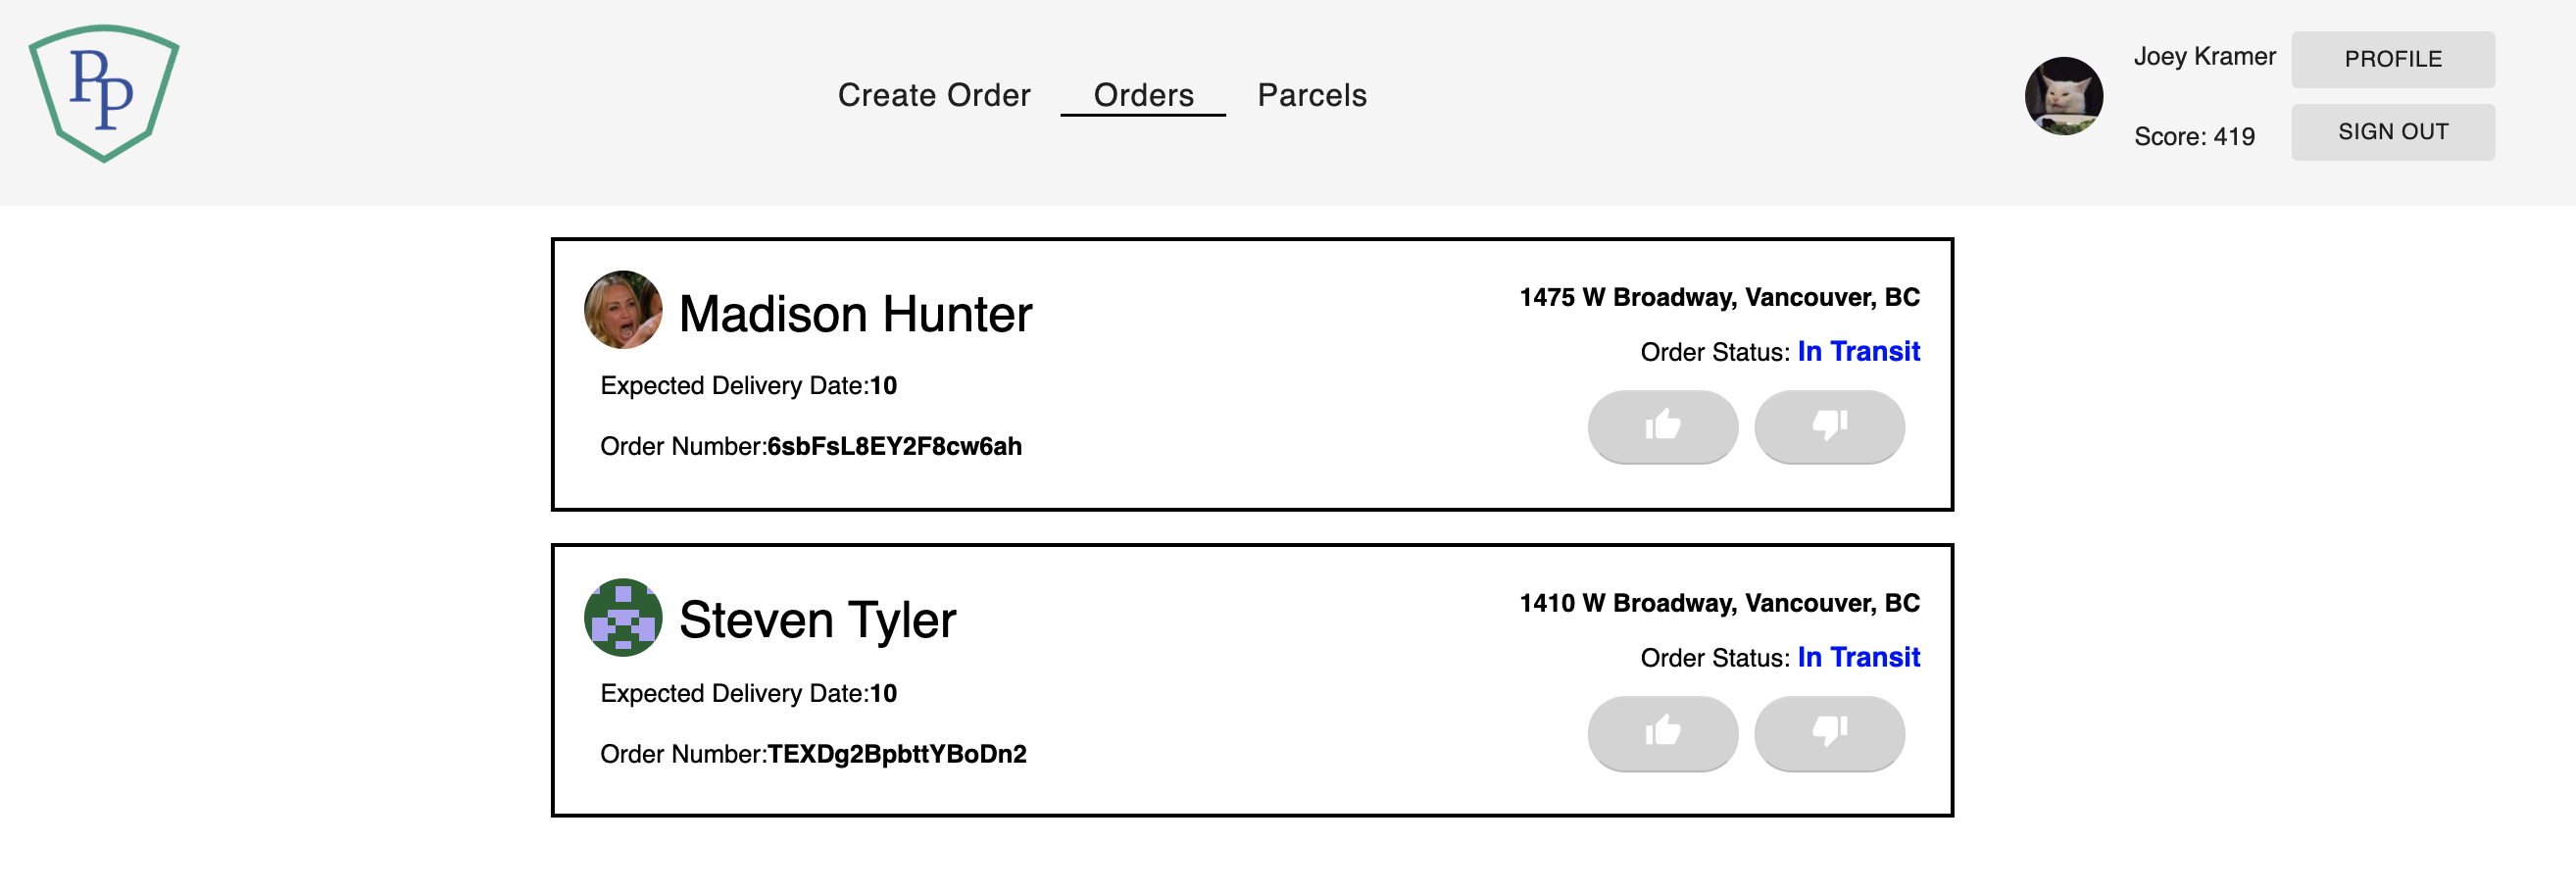 PP
Create Order
Orders
Parcels
Joey Kramer
Score: 419
PROFILE
SIGN OUT
Madison Hunter
Expected Delivery Date:10
Order Number:6sbFsL8EY2F8cw6ah
1475 W Broadway, Vancouver, BC
Order Status: In Transit
Steven Tyler
Expected Delivery Date:10
Order Number:TEXDg2BpbttYBoDn2
1410 W Broadway, Vancouver, BC
Order Status: In Transit